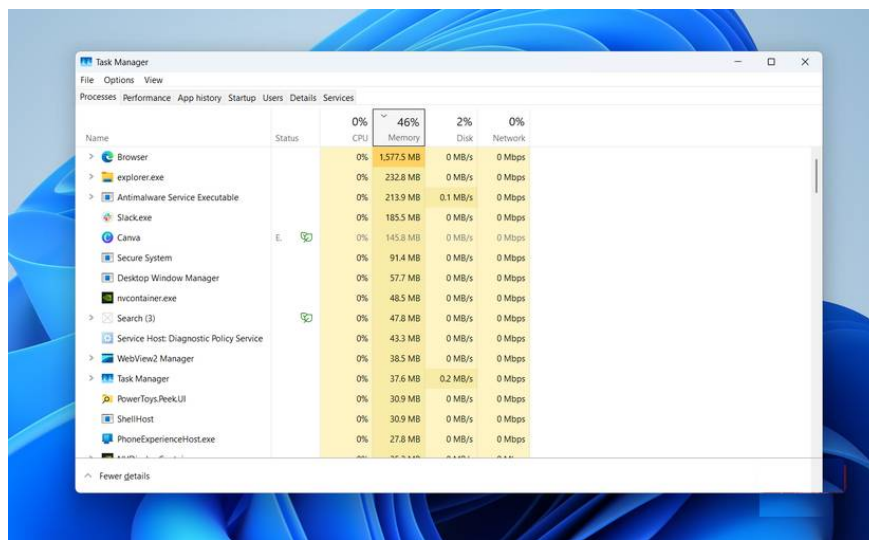 Task Manager
File Options View
Processes Performance App history Startup Users Details Services
0% 46% 2% 0%
Name Status CPU Memory Disk Network
Browser 0% 1,577.5 MB 0 MB/s 0 Mbps
explorer.exe 0% 232.8 MB 0 MB/s 0 Mbps
Antimalware Service Executable 0% 213.9 MB 0.1 MB/s 0 Mbps
Slack.exe 0% 185.5 MB 0 MB/s 0 Mbps
Canva E. 0% 145.8 MB 0 MB/s 0 Mbps
Secure System 0% 91.4 MB 0 MB/s 0 Mbps
Desktop Window Manager 0% 57.7 MB 0 MB/s 0 Mbps
nvcontainer.exe 0% 48.5 MB 0 MB/s 0 Mbps
Search (3) 0% 47.8 MB 0 MB/s 0 Mbps
Service Host: Diagnostic Policy Service 0% 43.3 MB 0 MB/s 0 Mbps
WebView2 Manager 0% 38.5 MB 0 MB/s 0 Mbps
Task Manager 0% 37.6 MB 0.2 MB/s 0 Mbps
PowerToys.Peek.UI 0% 30.9 MB 0 MB/s 0 Mbps
ShellHost 0% 30.9 MB 0 MB/s 0 Mbps
PhoneExperienceHost.exe 0% 27.8 MB 0 MB/s 0 Mbps
Fewer details